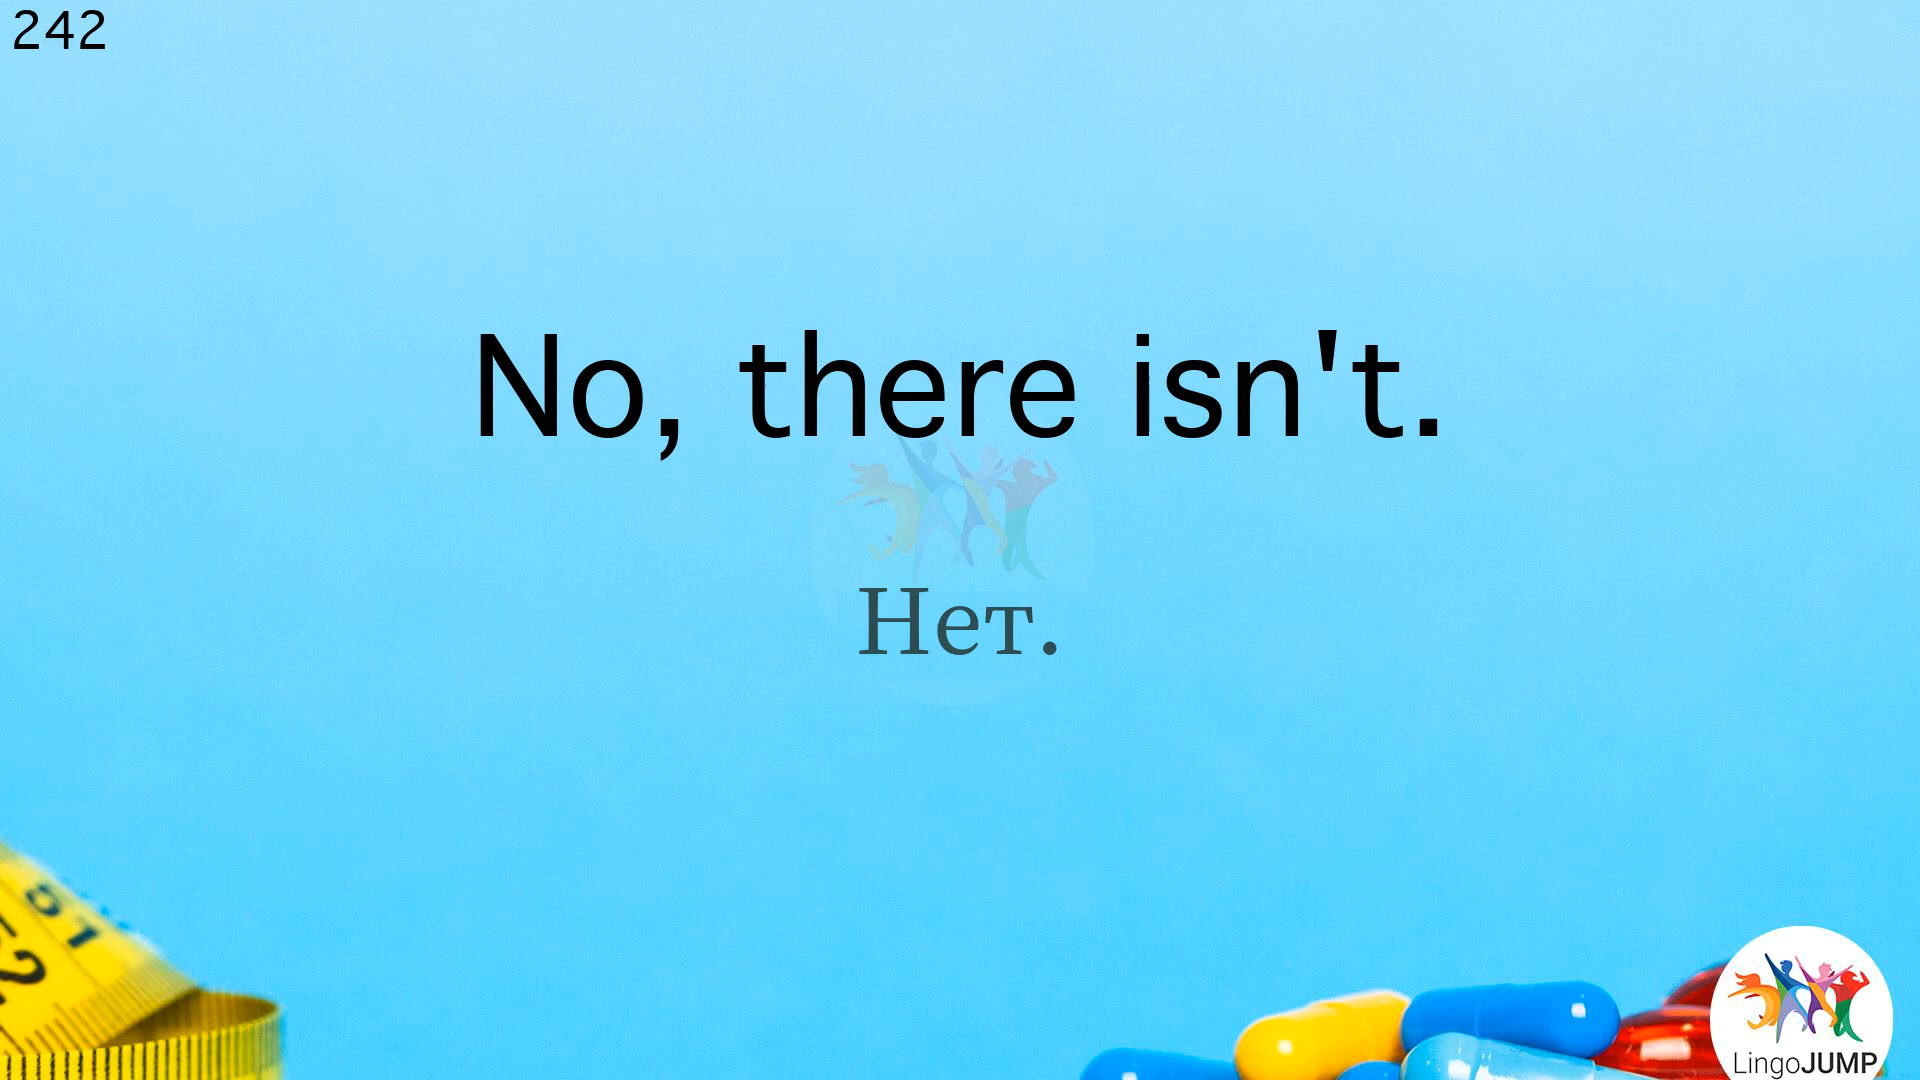 242
No, there isn't.
Нет.
LingoJUMP